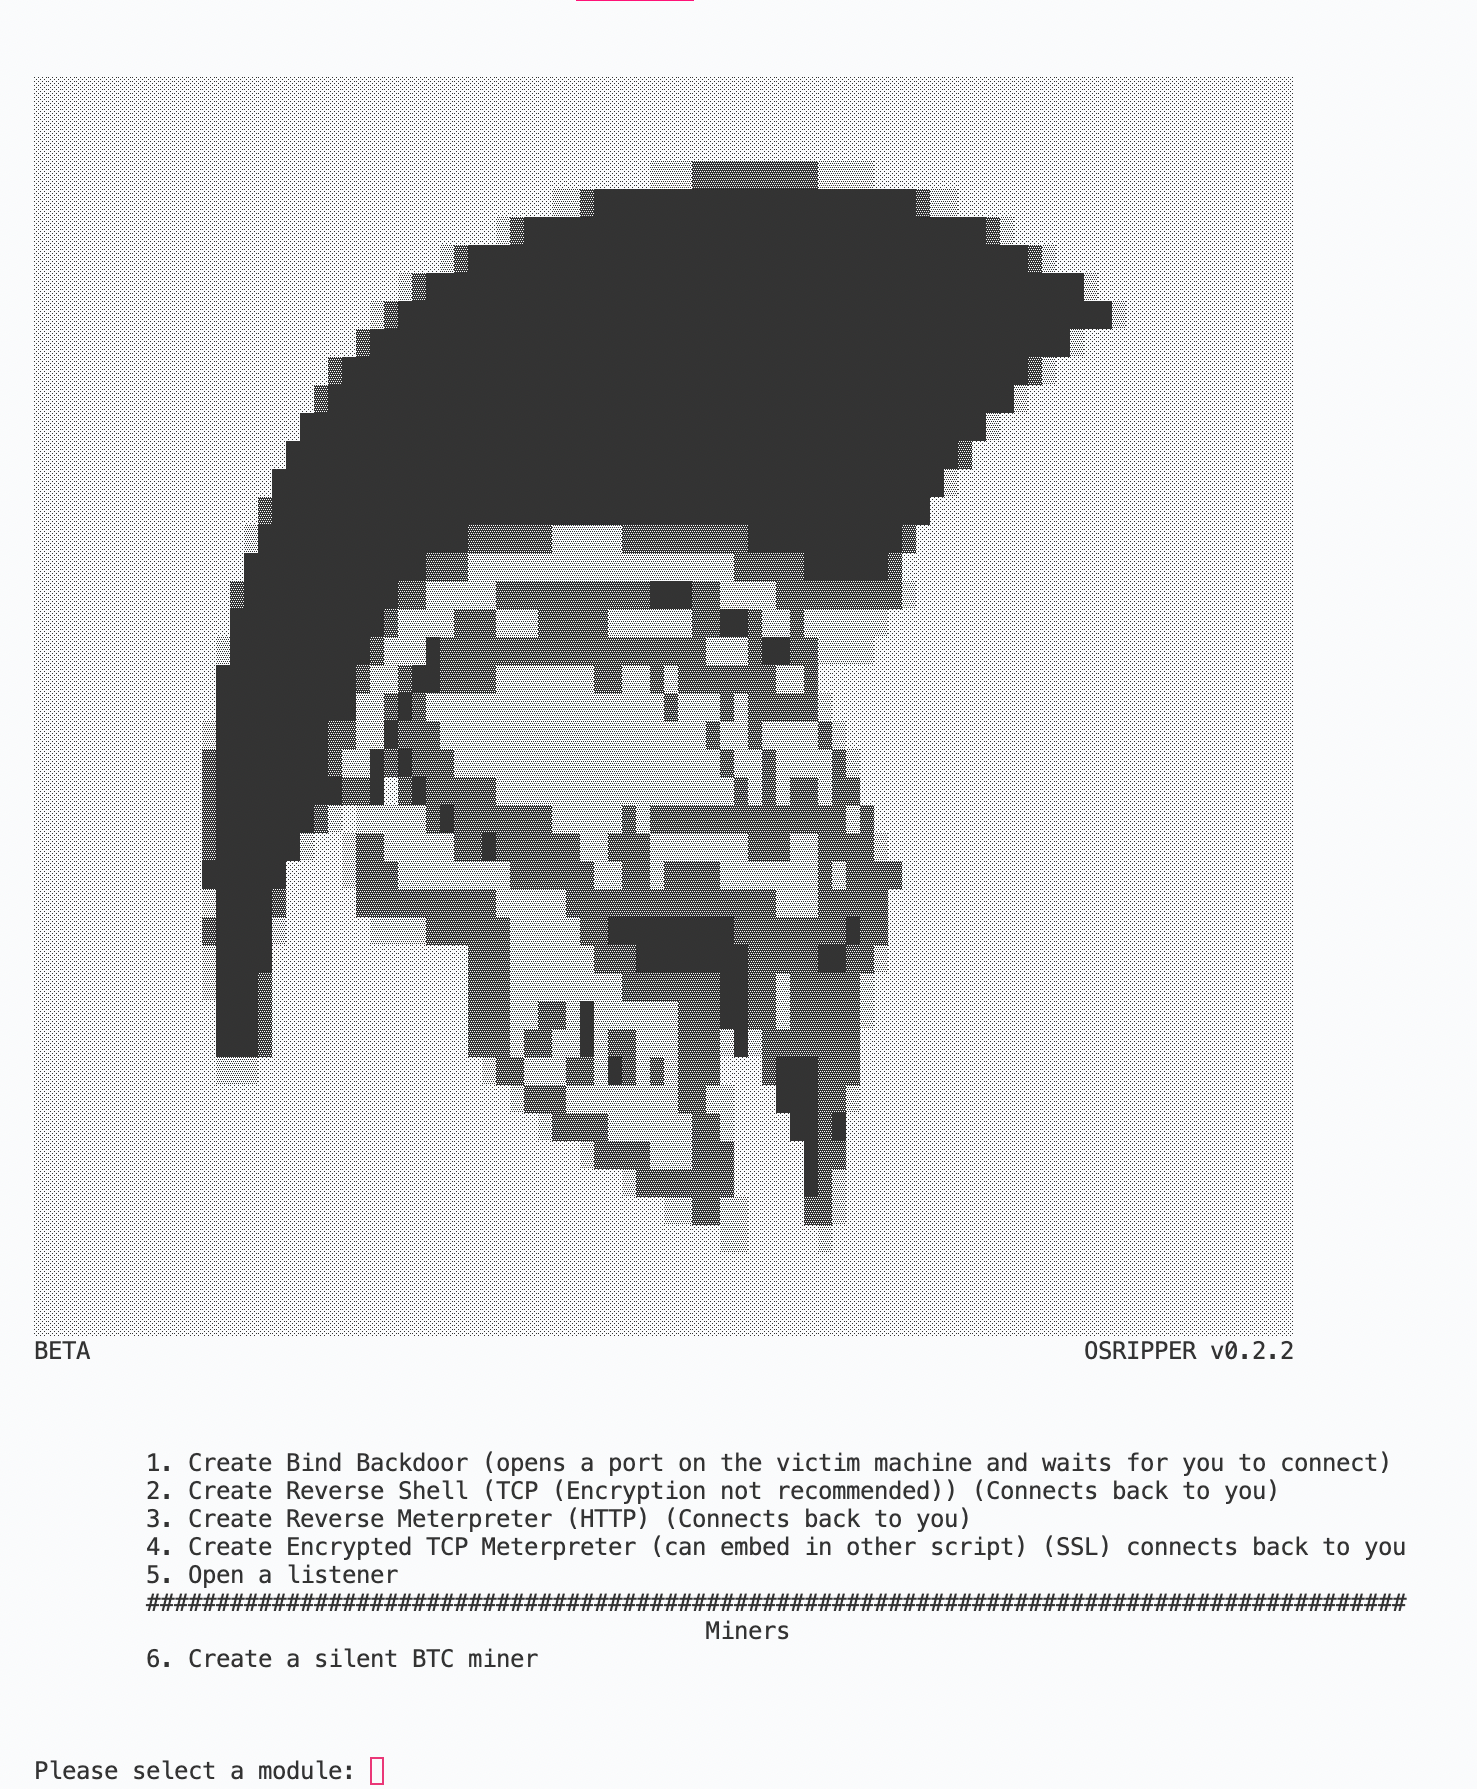 BETA OSRIPPER v0.2.2
1. Create Bind Backdoor (opens a port on the victim machine and waits for you to connect)
2. Create Reverse Shell (TCP (Encryption not recommended)) (Connects back to you)
3. Create Reverse Meterpreter (HTTP) (Connects back to you)
4. Create Encrypted TCP Meterpreter (can embed in other script) (SSL) connects back to you
5. Open a listener
##########################################################################################
Miners
6. Create a silent BTC miner
Please select a module: